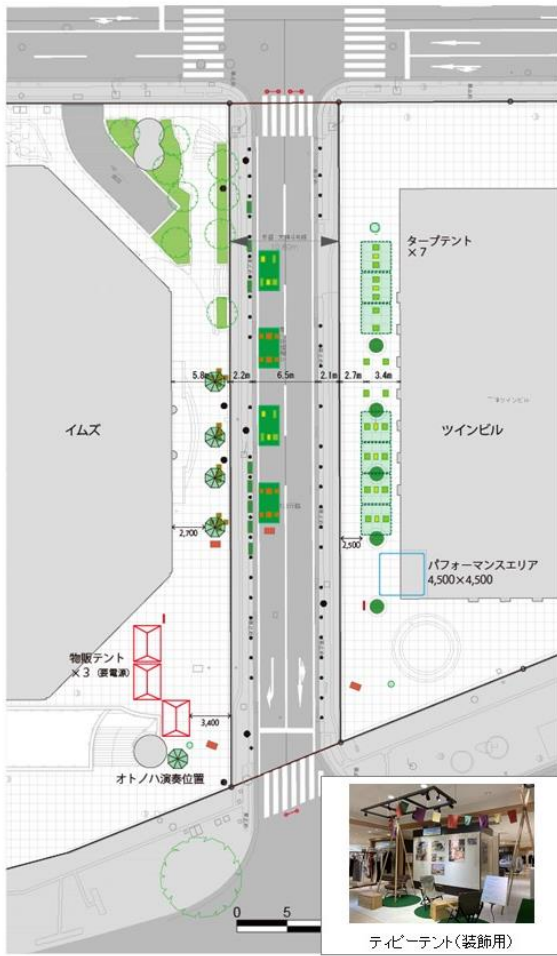 タープテント
×7
5.8m
2.2m
6.5m
2.1m
2.7m
3.4m
イムズ
ツインビル
2,700
2,500
パフォーマンスエリア
4,500×4,500
物販テント
×3 (要電源)
3,400
オトノハ演奏位置
0
5
ティピーテント(装飾用)